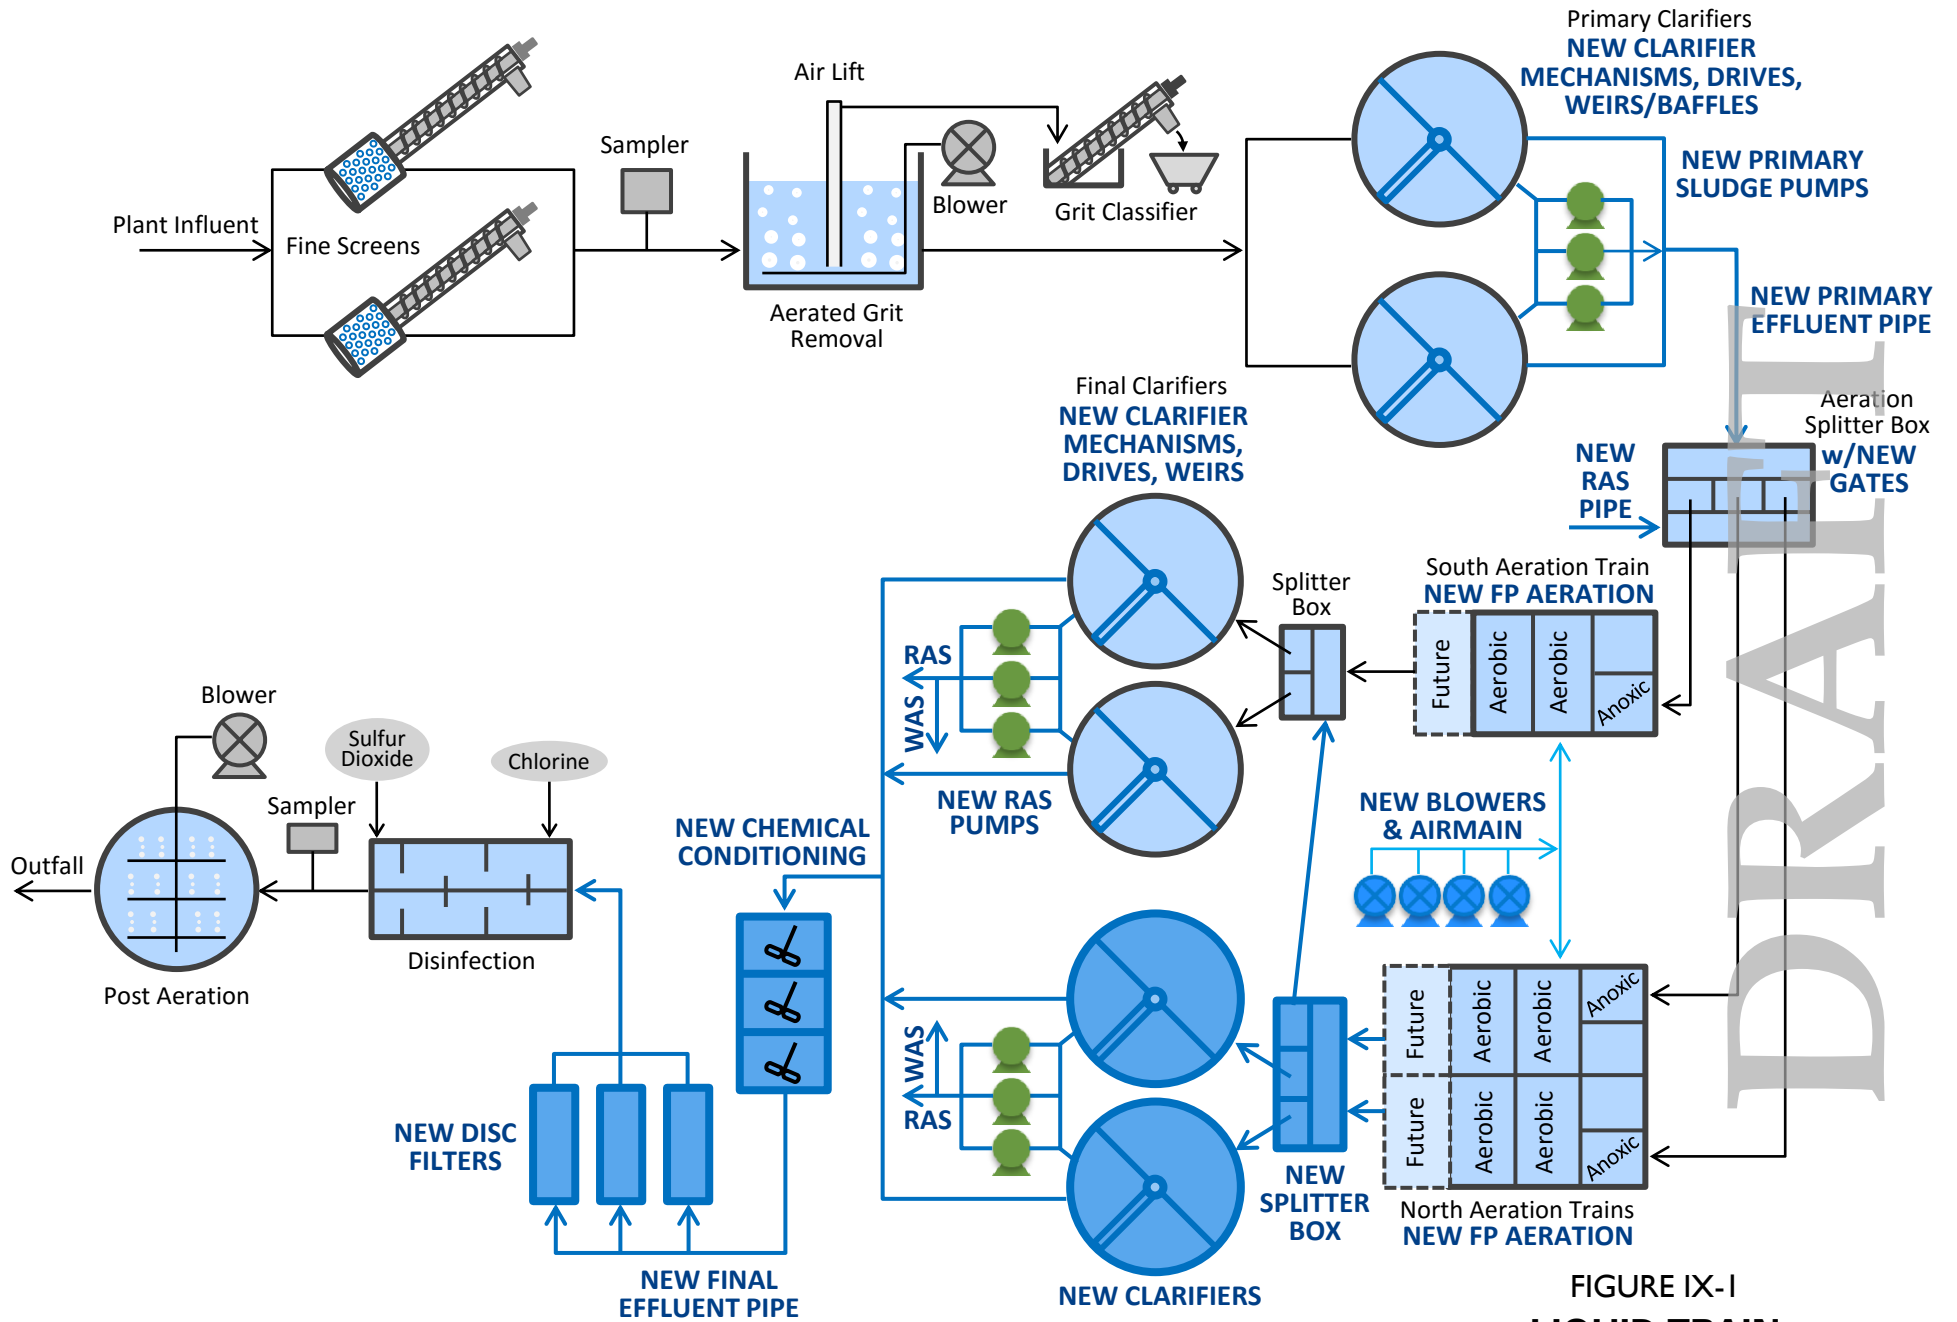 Primary Clarifiers
NEW CLARIFIER
MECHANISMS, DRIVES,
WEIRS/BAFFLES
Air Lift
Sampler
Blower
Grit Classifier
NEW PRIMARY
SLUDGE PUMPS
Plant Influent
Fine Screens
Aerated Grit
Removal
NEW PRIMARY
EFFLUENT PIPE
Final Clarifiers
NEW CLARIFIER
MECHANISMS,
DRIVES, WEIRS
Aeration
Splitter Box
w/NEW
GATES
NEW
RAS
PIPE
South Aeration Train
NEW FP AERATION
Splitter
Box
Future
Aerobic
Aerobic
Anoxic
RAS
WAS
NEW RAS
PUMPS
Blower
Sulfur
Dioxide
Chlorine
Sampler
Outfall
Post Aeration
Disinfection
NEW CHEMICAL
CONDITIONING
NEW BLOWERS
& AIRMAIN
WAS
RAS
Future
Aerobic
Aerobic
Anoxic
Future
Aerobic
Aerobic
Anoxic
North Aeration Trains
NEW FP AERATION
NEW
SPLITTER
BOX
NEW DISC
FILTERS
NEW FINAL
EFFLUENT PIPE
NEW CLARIFIERS
DRAFT
FIGURE IX-1
LIQUID TRAIN